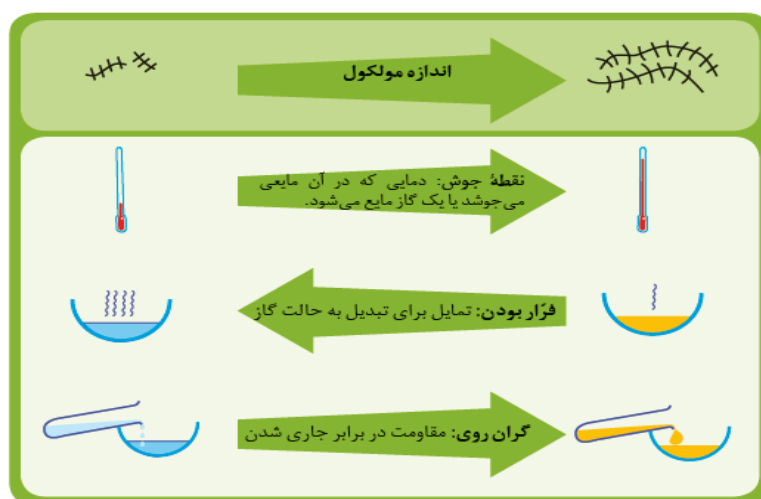 اندازه مولکول
نقطهٔ جوش: دمایی که در آن مایعی
می‌جوشد یا یک گاز مایع می‌شود.
فرّار بودن: تمایل برای تبدیل به حالت گاز
گران روی: مقاومت در برابر جاری شدن